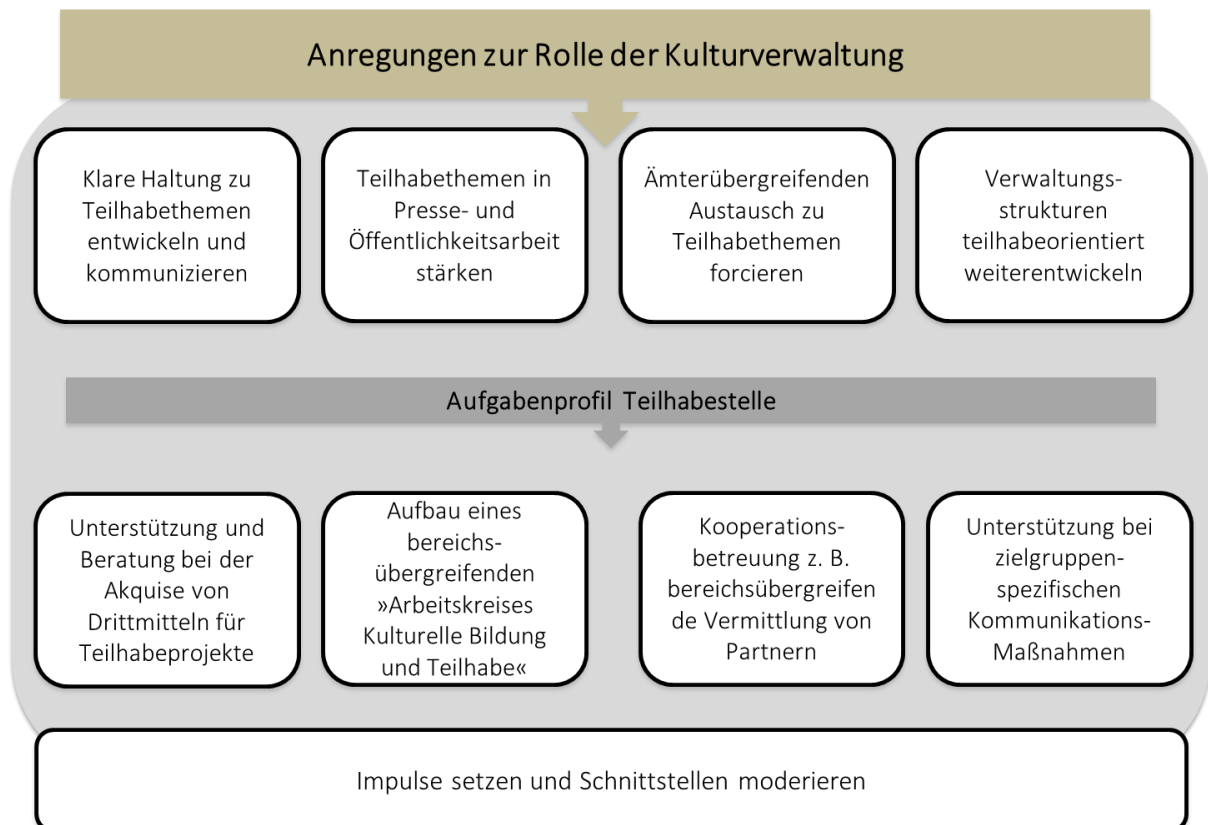 Anregungen zur Rolle der Kulturverwaltung
Klare Haltung zu
Teilhabethemen
entwickeln und
kommunizieren
Teilhabethemen in
Presse- und
Öffentlichkeitsarbeit
stärken
Ämterübergreifenden
Austausch zu
Teilhabethemen
forcieren
Verwaltungs-
strukturen
teilhabeorientiert
weiterentwickeln
Aufgabenprofil Teilhabestelle
Unterstützung und
Beratung bei der
Akquise von
Drittmitteln für
Teilhabeprojekte
Aufbau eines
bereichs-
übergreifenden
»Arbeitskreises
Kulturelle Bildung
und Teilhabe«
Kooperations-
betreuung z. B.
bereichsübergreifen
de Vermittlung von
Partnern
Unterstützung bei
zielgruppen-
spezifischen
Kommunikations-
Maßnahmen
Impulse setzen und Schnittstellen moderieren